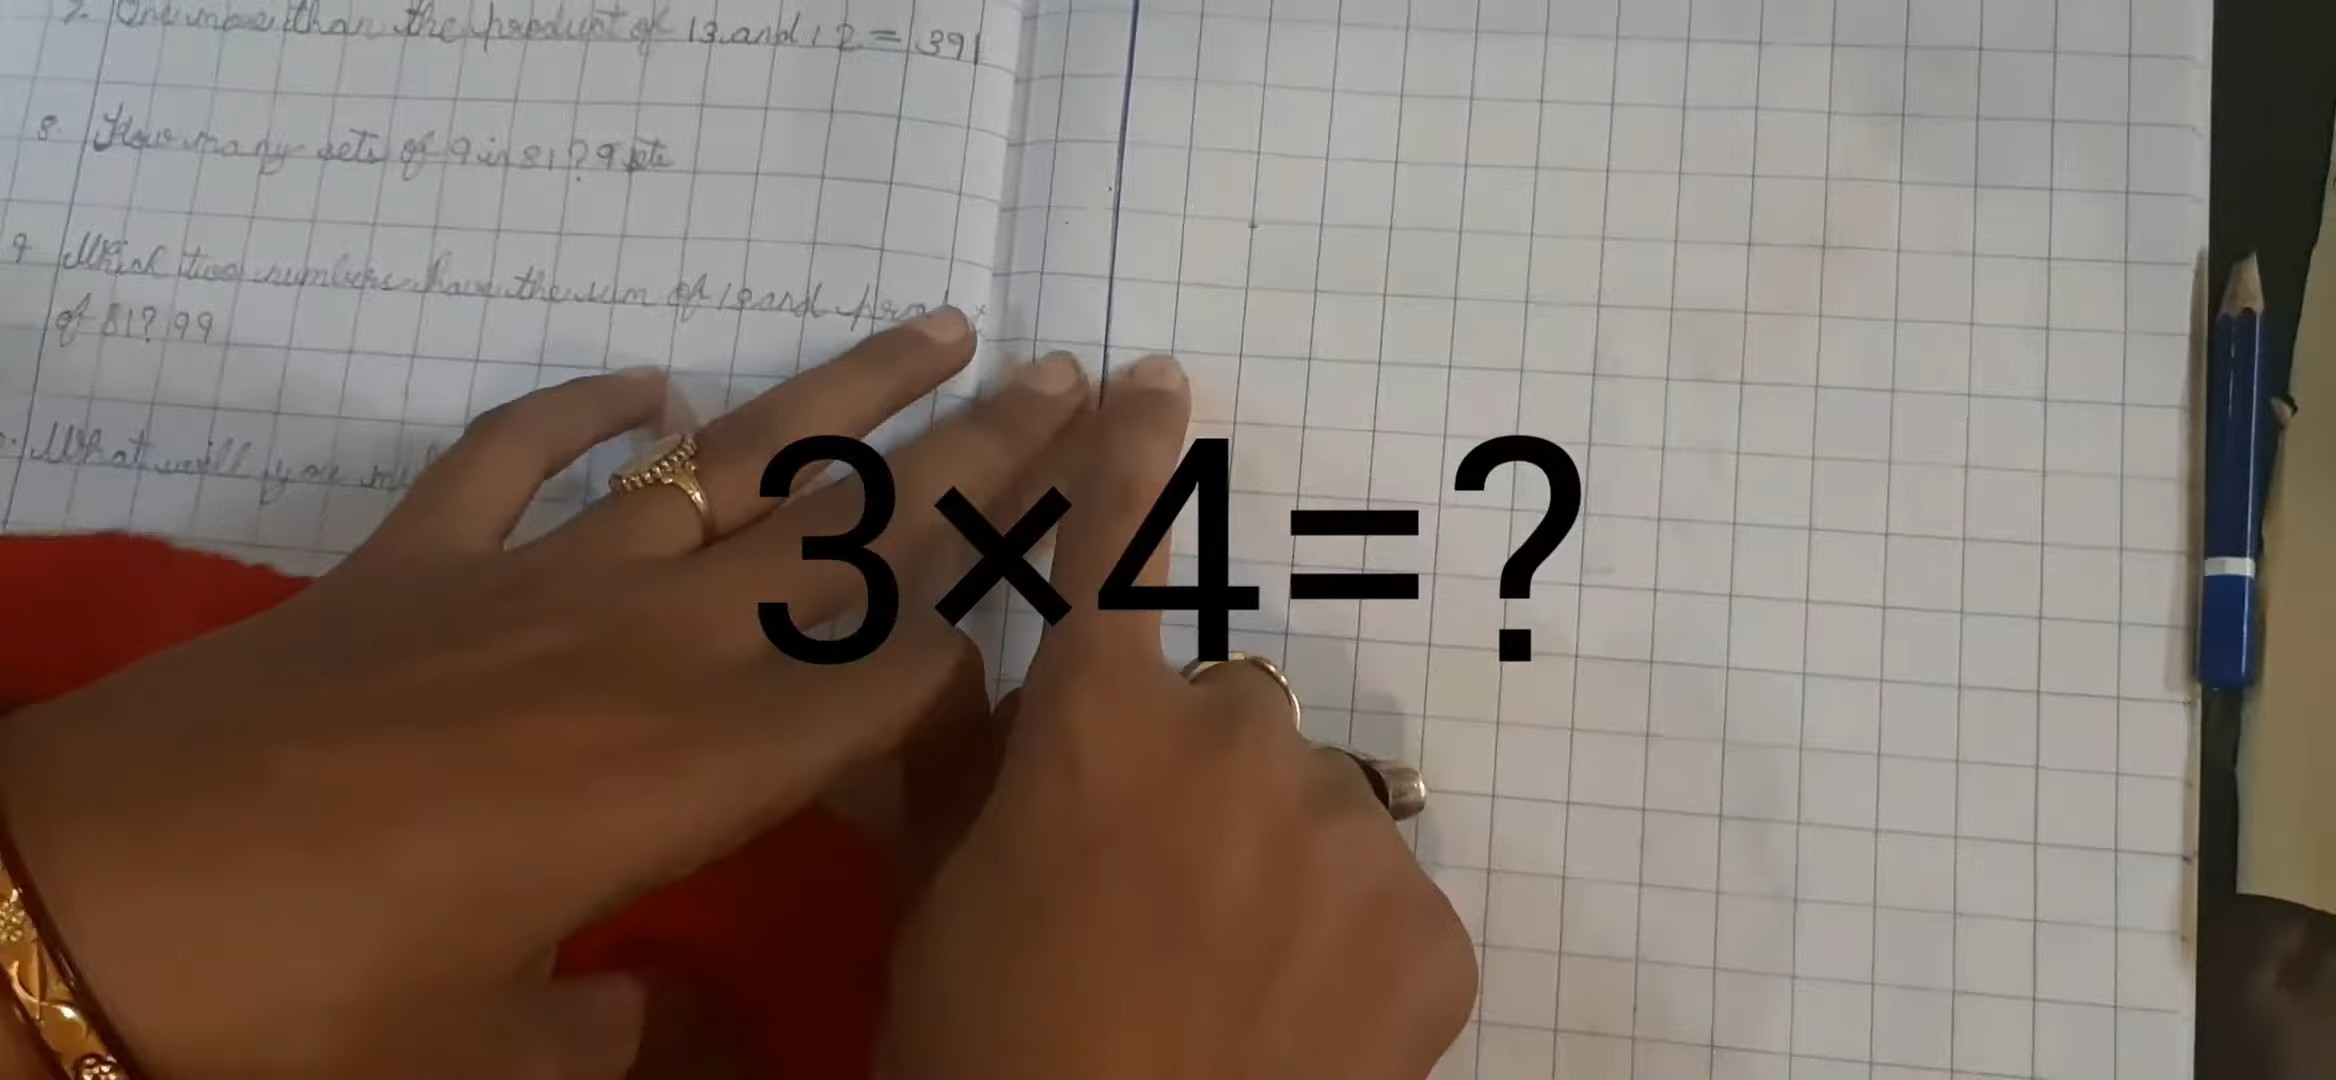 7. One more than the product of 13 and 12 = 391
8. How many sets of 9 in 81? 9 sets
9. Which two numbers have the sum of 18 and
of 81? 99
What will you
3×4=?